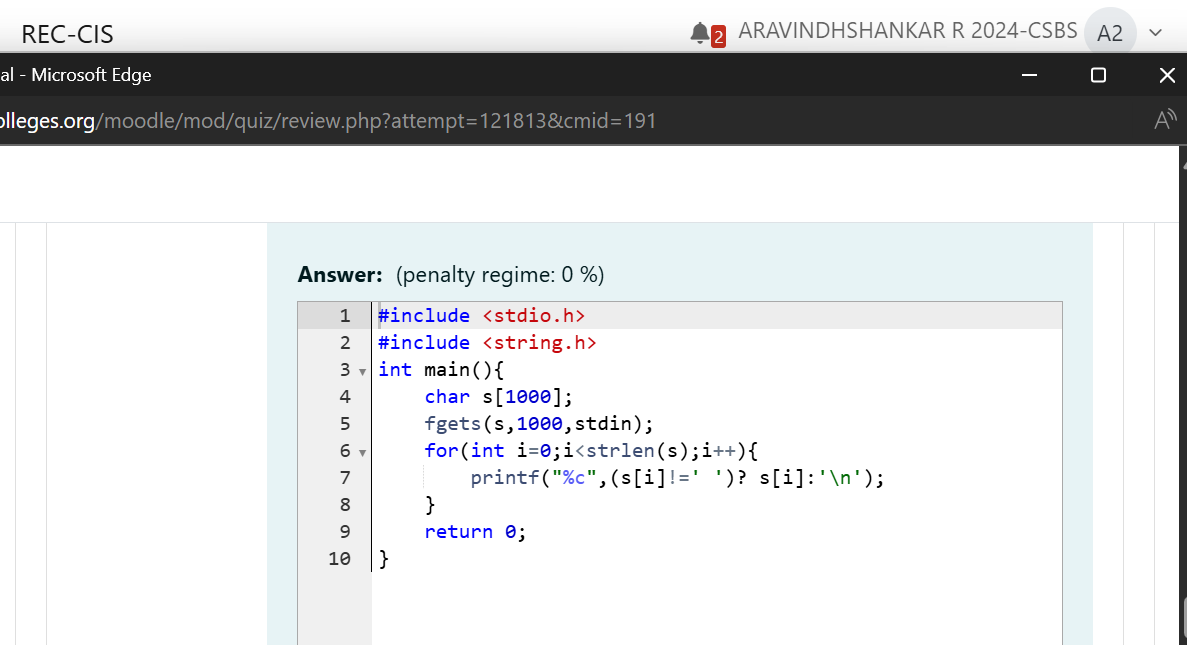 REC-CIS
2 ARAVINDHSHANKAR R 2024-CSBS A2
al - Microsoft Edge
olleges.org/moodle/mod/quiz/review.php?attempt=121813&cmid=191
Answer: (penalty regime: 0 %)
1 #include <stdio.h>
2 #include <string.h>
3 int main(){
4     char s[1000];
5     fgets(s,1000,stdin);
6     for(int i=0;i<strlen(s);i++){
7         printf("%c",(s[i]!=' ')? s[i]:'\n');
8     }
9     return 0;
10 }